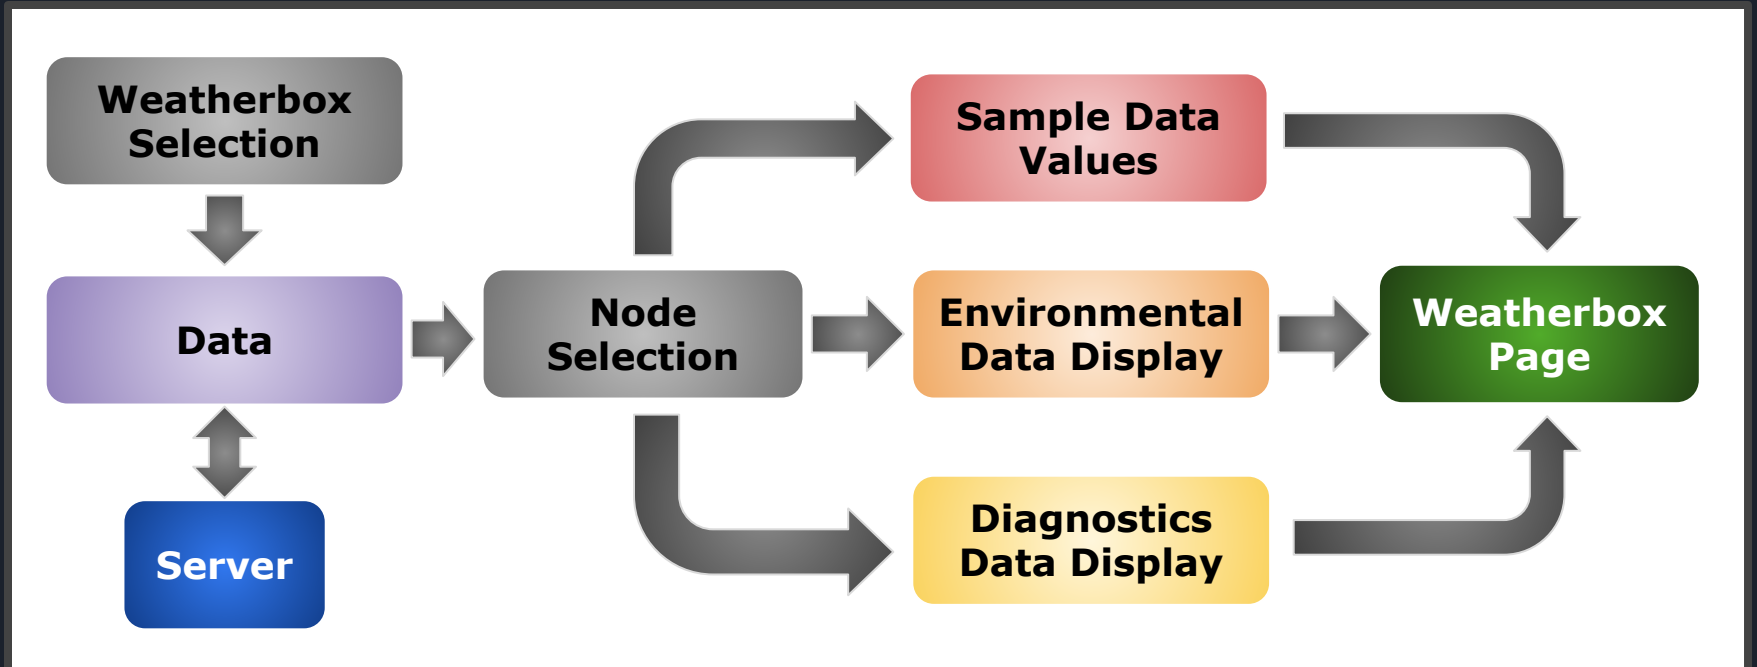 Weatherbox
Selection
Data
Server
Node
Selection
Sample Data
Values
Environmental
Data Display
Diagnostics
Data Display
Weatherbox
Page